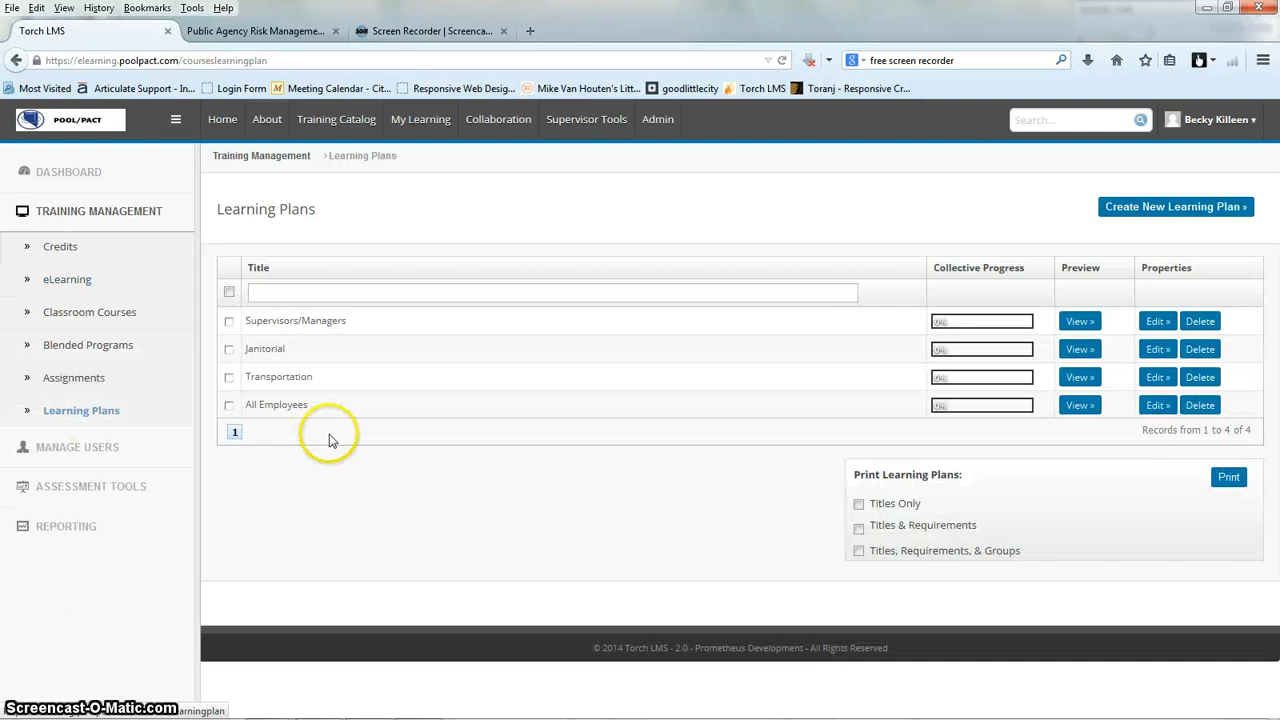 File Edit View History Bookmarks Tools Help
Torch LMS × Public Agency Risk Manageme... × Screen Recorder | Screenca... × +
https://elearning.poolpact.com/courseslearningplan free screen recorder
Most Visited Articulate Support - In... Login Form Meeting Calendar - Cit... Responsive Web Desig... Mike Van Houten's Litt... goodlittlecity Torch LMS Toranj - Responsive Cr...
POOL/PACT Home About Training Catalog My Learning Collaboration Supervisor Tools Admin Search... Becky Killeen
Training Management › Learning Plans
DASHBOARD
TRAINING MANAGEMENT
» Credits
» eLearning
» Classroom Courses
» Blended Programs
» Assignments
» Learning Plans
MANAGE USERS
ASSESSMENT TOOLS
REPORTING
Learning Plans Create New Learning Plan »
Title Collective Progress Preview Properties
Supervisors/Managers 0% View » Edit » Delete
Janitorial 0% View » Edit » Delete
Transportation 0% View » Edit » Delete
All Employees 0% View » Edit » Delete
1 Records from 1 to 4 of 4
Print Learning Plans: Print
Titles Only
Titles & Requirements
Titles, Requirements, & Groups
© 2014 Torch LMS - 2.0 - Prometheus Development - All Rights Reserved
Screencast-O-Matic.com